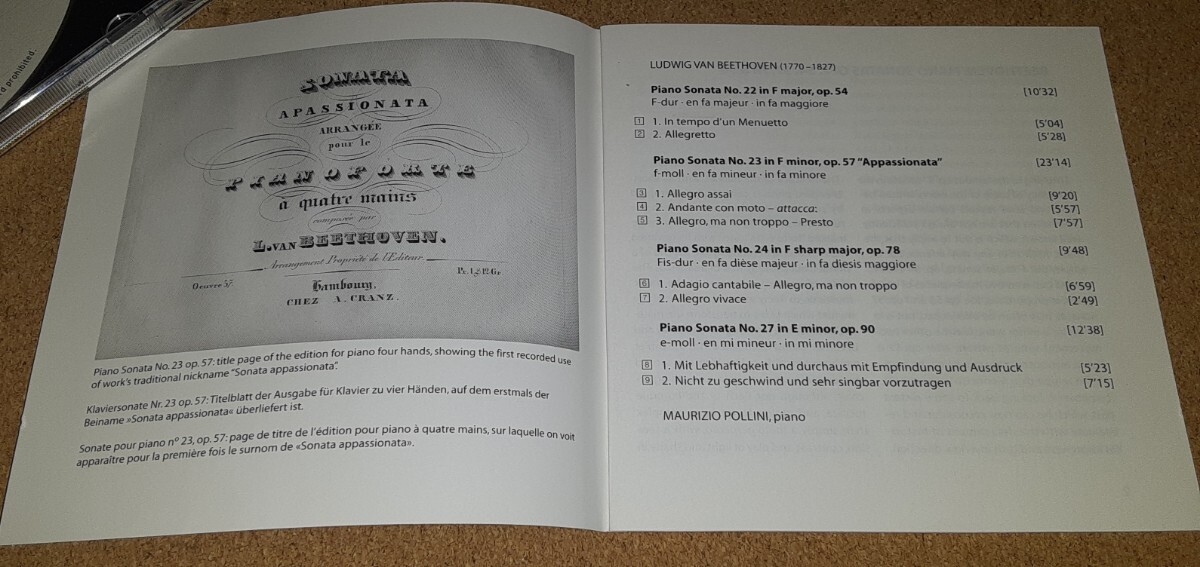 d prohibited.
SONATA
APASSIONATA
ARRANGÉE
pour le
PIANOFORTE
à quatre mains
composée par
L. VAN BEETHOVEN.
Arrangement Propriété de l'Editeur.
Oeuvre 57.
Hambourg,
CHEZ A. CRANZ.
Piano Sonata No. 23 op. 57: title page of the edition for piano four hands, showing the first recorded use
of work's traditional nickname "Sonata appassionata".
Klaviersonate Nr. 23 op. 57: Titelblatt der Ausgabe für Klavier zu vier Händen, auf dem erstmals der
Beiname »Sonata appassionata« überliefert ist.
Sonate pour piano nº 23, op. 57: page de titre de l'édition pour piano à quatre mains, sur laquelle on voit
apparaître pour la première fois le surnom de «Sonata appassionata».
LUDWIG VAN BEETHOVEN (1770–1827)
Piano Sonata No. 22 in F major, op. 54 [10'32]
F-dur · en fa majeur · in fa maggiore
1 1. In tempo d'un Menuetto [5'04]
2 2. Allegretto [5'28]
Piano Sonata No. 23 in F minor, op. 57 "Appassionata" [23'14]
f-moll · en fa mineur · in fa minore
3 1. Allegro assai [9'20]
4 2. Andante con moto – attacca: [5'57]
5 3. Allegro, ma non troppo – Presto [7'57]
Piano Sonata No. 24 in F sharp major, op. 78 [9'48]
Fis-dur · en fa dièse majeur · in fa diesis maggiore
6 1. Adagio cantabile – Allegro, ma non troppo [6'59]
7 2. Allegro vivace [2'49]
Piano Sonata No. 27 in E minor, op. 90 [12'38]
e-moll · en mi mineur · in mi minore
8 1. Mit Lebhaftigkeit und durchaus mit Empfindung und Ausdruck [5'23]
9 2. Nicht zu geschwind und sehr singbar vorzutragen [7'15]
MAURIZIO POLLINI, piano